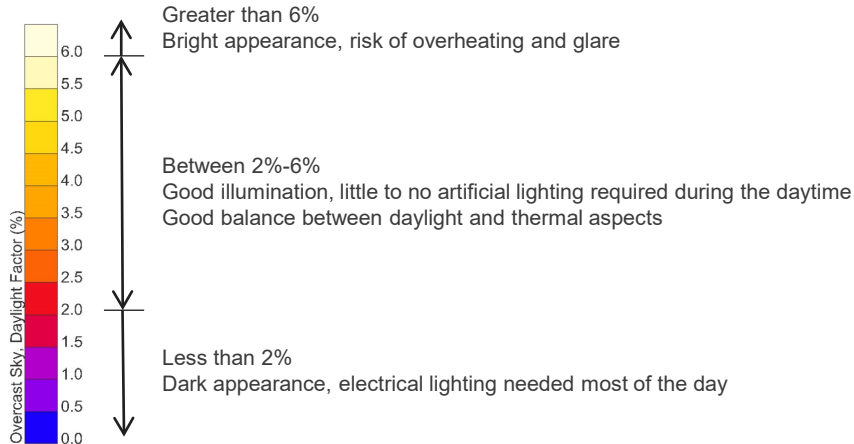 Greater than 6%
Bright appearance, risk of overheating and glare
6.0
5.5
5.0
4.5
4.0
3.5
3.0
2.5
2.0
1.5
1.0
0.5
0.0
Overcast Sky, Daylight Factor (%)
Between 2%-6%
Good illumination, little to no artificial lighting required during the daytime
Good balance between daylight and thermal aspects
Less than 2%
Dark appearance, electrical lighting needed most of the day